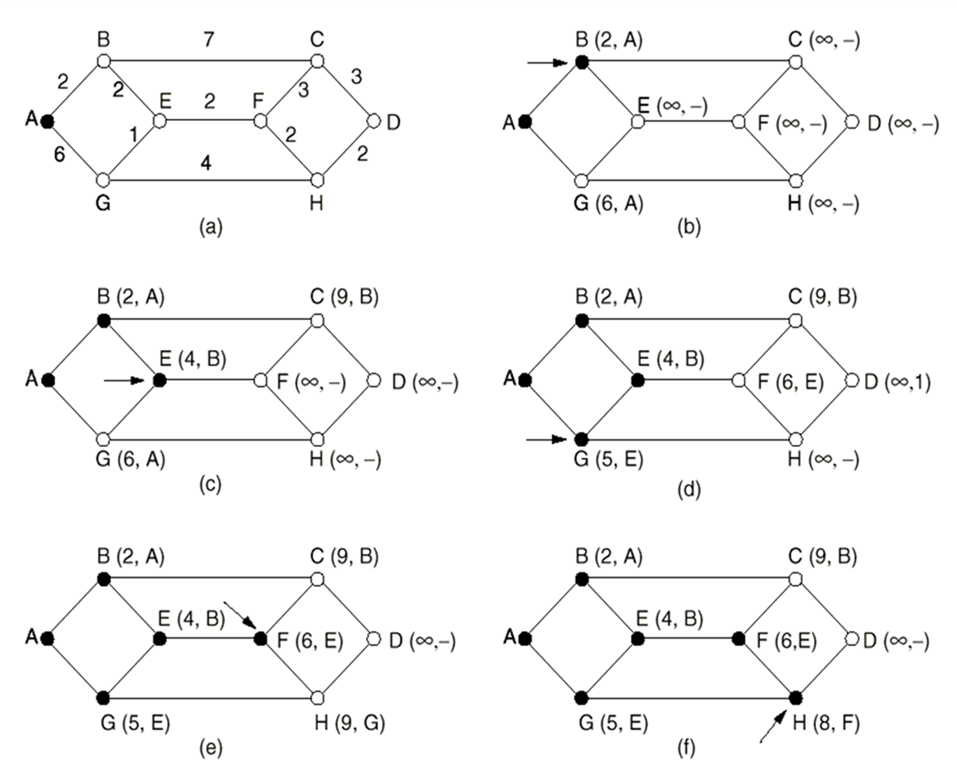 B 7 C
2 2 3 3
A E 2 F D
6 1 2 2
4
G H
(a)
B (2, A) C (∞, −)
E (∞, −)
A F (∞, −) D (∞, −)
G (6, A) H (∞, −)
(b)
B (2, A) C (9, B)
E (4, B)
A F (∞, −) D (∞,−)
G (6, A) H (∞, −)
(c)
B (2, A) C (9, B)
E (4, B)
A F (6, E) D (∞,1)
G (5, E) H (∞, −)
(d)
B (2, A) C (9, B)
E (4, B)
A F (6, E) D (∞,−)
G (5, E) H (9, G)
(e)
B (2, A) C (9, B)
E (4, B)
A F (6,E) D (∞,−)
G (5, E) H (8, F)
(f)